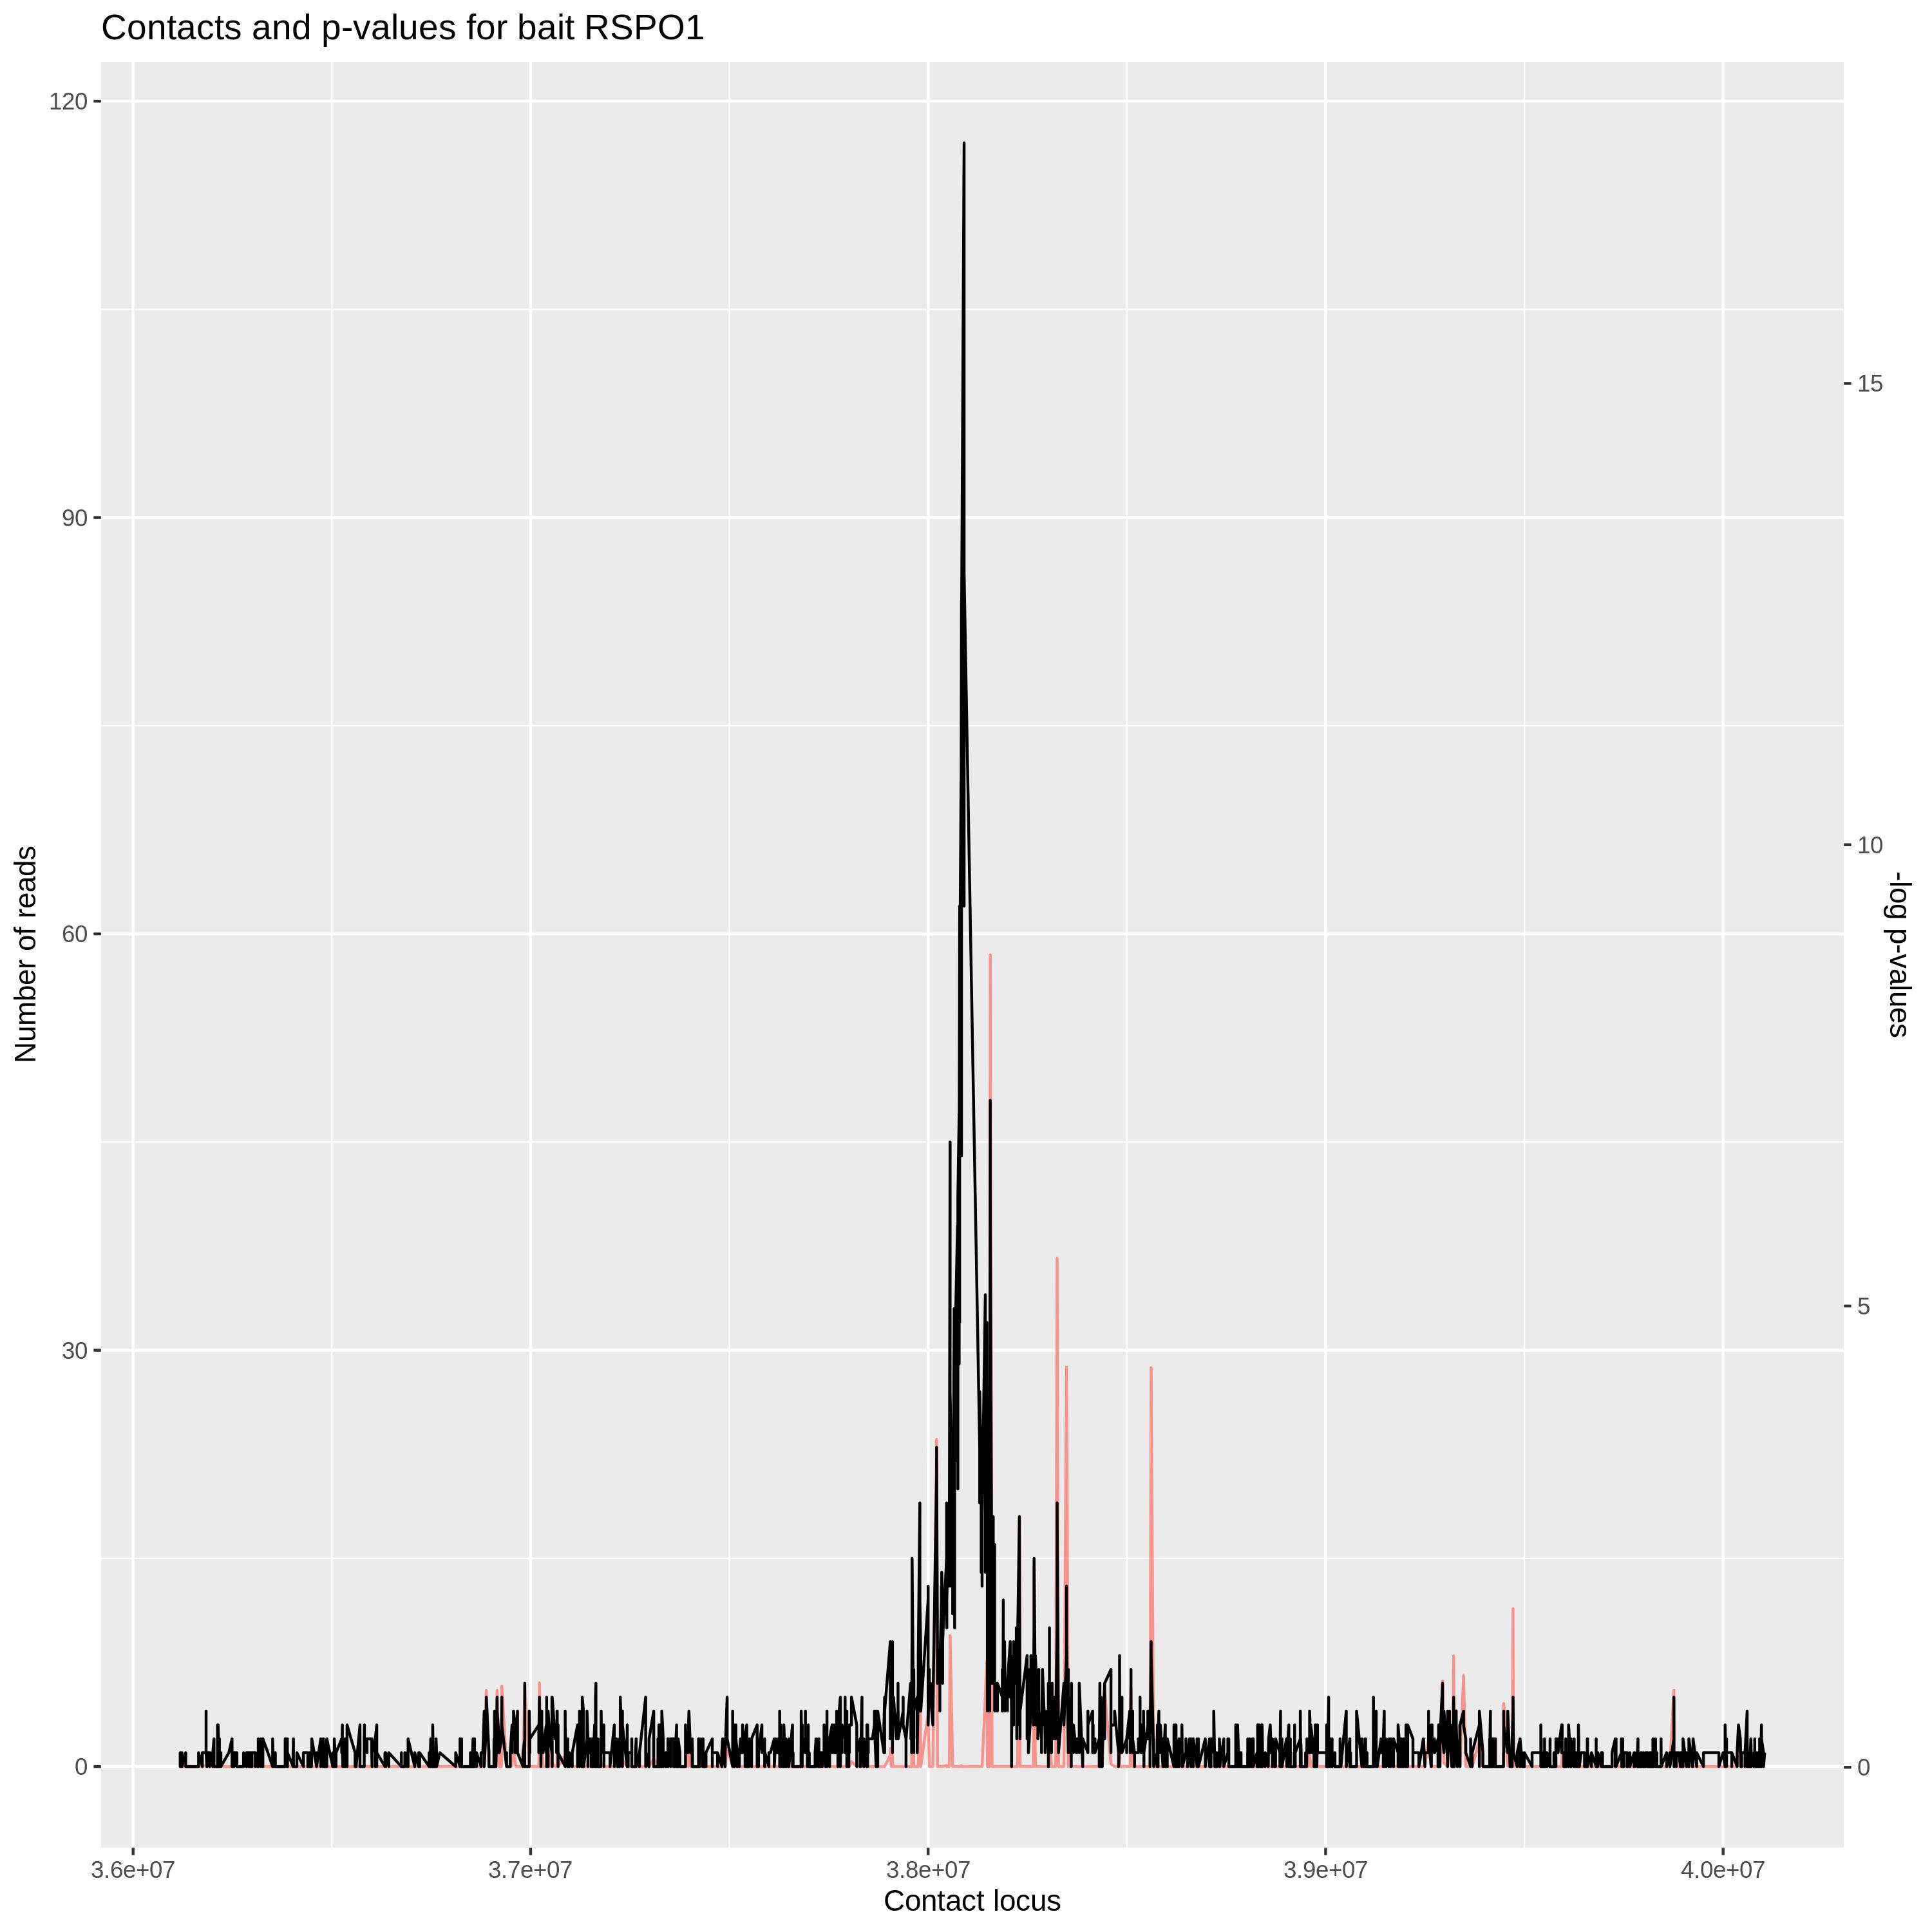 Contacts and p-values for bait RSPO1
120
90
60
30
0
Number of reads
15
10
5
0
-log p-values
3.6e+07
3.7e+07
3.8e+07
3.9e+07
4.0e+07
Contact locus